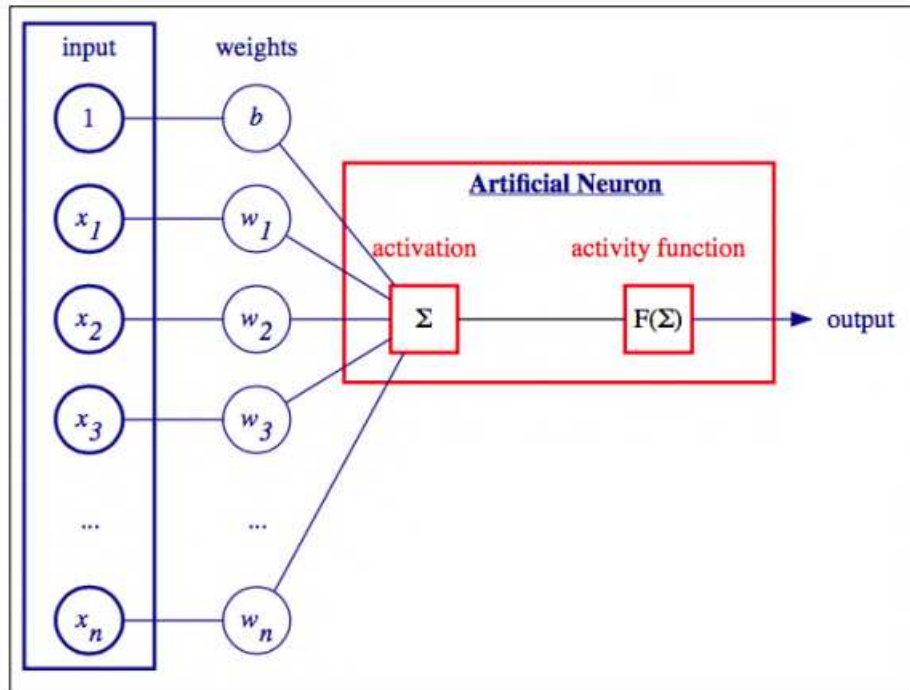 input weights
1 b
Artificial Neuron
x1 w1
activation activity function
x2 w2 Σ F(Σ) output
x3 w3
... ...
xn wn